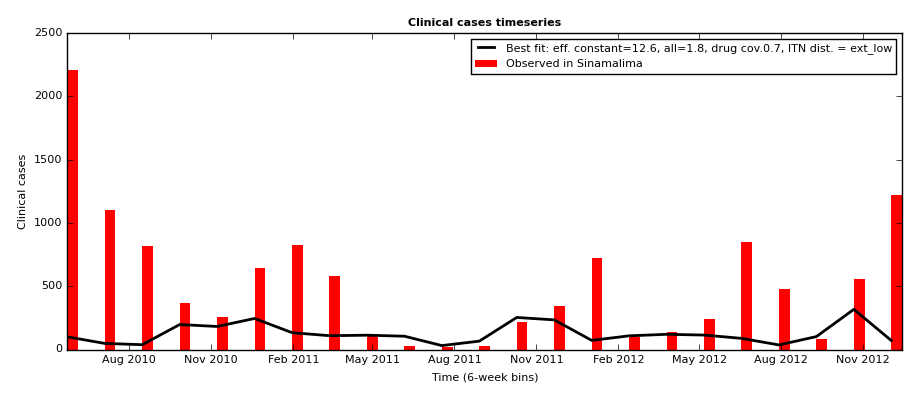 Clinical cases timeseries
Best fit: eff. constant=12.6, all=1.8, drug cov.0.7, ITN dist. = ext_low
Observed in Sinamalima
Clinical cases
2500
2000
1500
1000
500
0
Aug 2010 Nov 2010 Feb 2011 May 2011 Aug 2011 Nov 2011 Feb 2012 May 2012 Aug 2012 Nov 2012
Time (6-week bins)